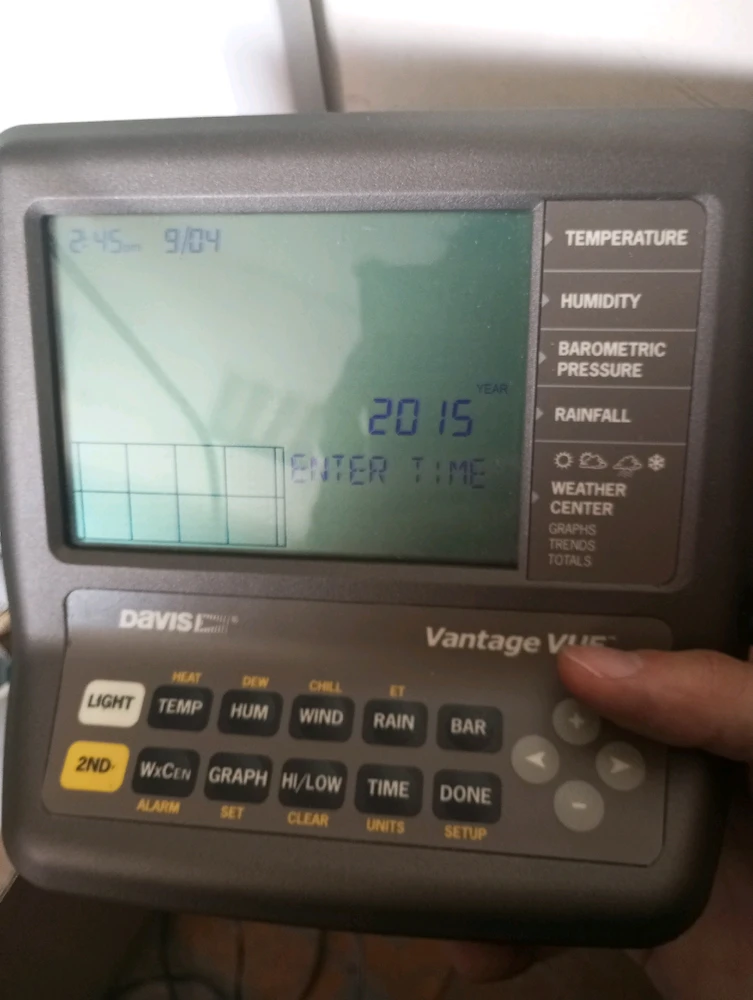 2:45pm 9/04
YEAR
2015
ENTER TIME
TEMPERATURE
HUMIDITY
BAROMETRIC
PRESSURE
RAINFALL
WEATHER
CENTER
GRAPHS
TRENDS
TOTALS
DAVIS
Vantage VUE™
HEAT DEW CHILL ET
LIGHT TEMP HUM WIND RAIN BAR
+
2ND WXCEN GRAPH HI/LOW TIME DONE
-
ALARM SET CLEAR UNITS SETUP